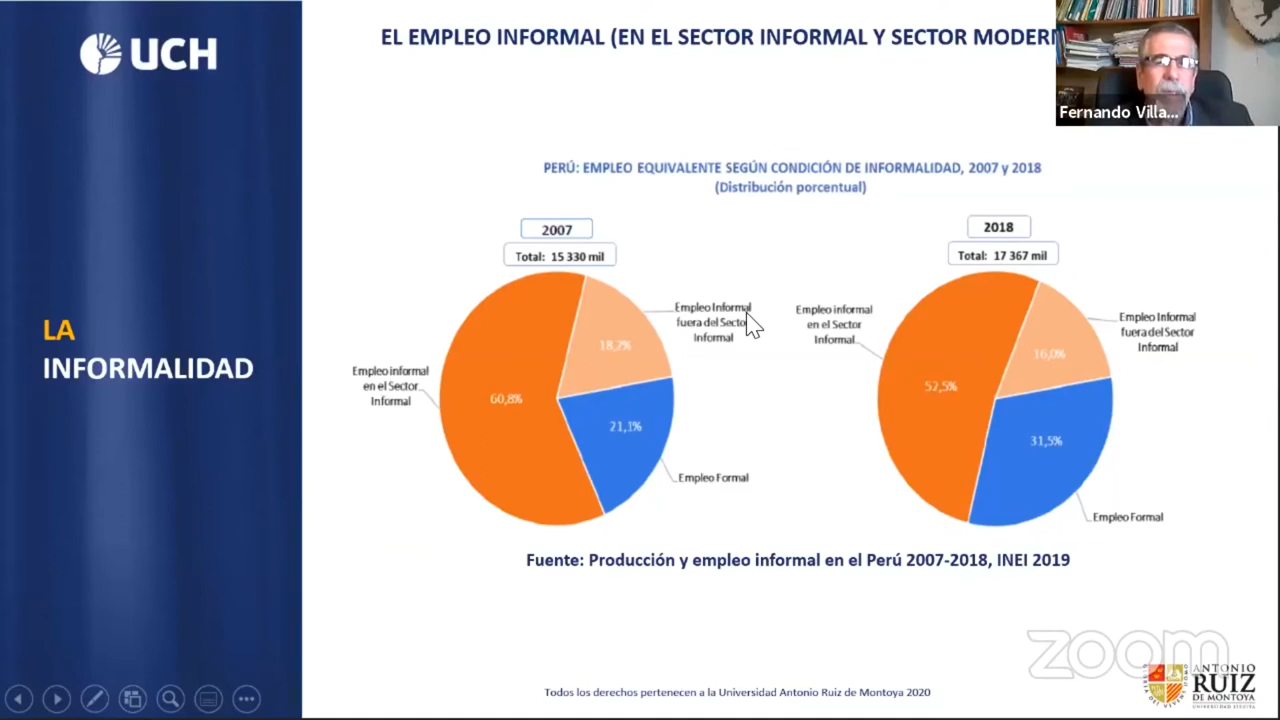 UCH
EL EMPLEO INFORMAL (EN EL SECTOR INFORMAL Y SECTOR MODERN
Fernando Villa...
PERÚ: EMPLEO EQUIVALENTE SEGÚN CONDICIÓN DE INFORMALIDAD, 2007 y 2018
(Distribución porcentual)
2007
Total: 15 330 mil
Empleo Informal
fuera del Sector
Informal
18,2%
Empleo informal
en el Sector
Informal
60,8%
21,1%
Empleo Formal
2018
Total: 17 367 mil
Empleo informal
en el Sector
Informal
Empleo Informal
fuera del Sector
Informal
16,0%
52,5%
31,5%
Empleo Formal
LA
INFORMALIDAD
Fuente: Producción y empleo informal en el Perú 2007-2018, INEI 2019
zoom
ANTONIO
RUIZ
DE MONTOYA
UNIVERSIDAD JESUITA
Todos los derechos pertenecen a la Universidad Antonio Ruiz de Montoya 2020